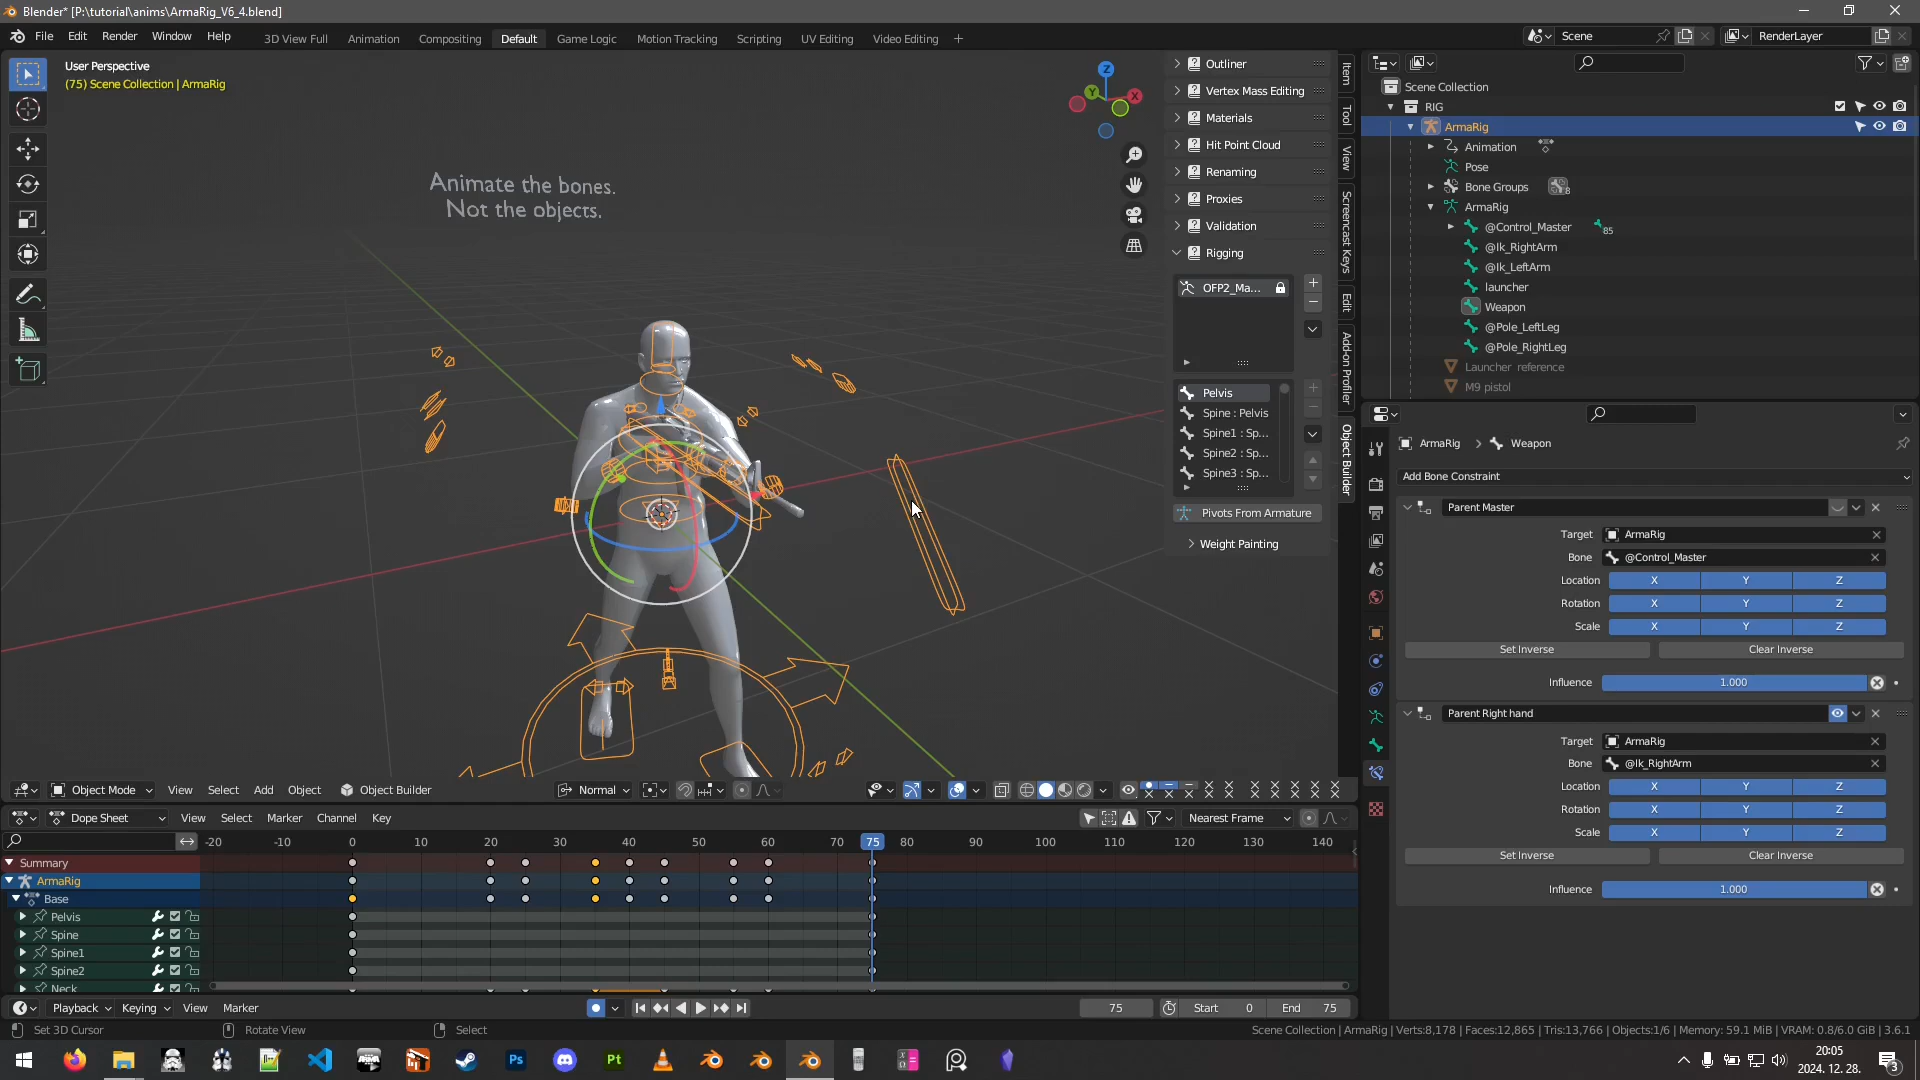 Blender* [P:\tutorial\anims\ArmaRig_V6_4.blend]
File Edit Render Window Help
3D View Full Animation Compositing Default Game Logic Motion Tracking Scripting UV Editing Video Editing +
Scene RenderLayer
User Perspective
(75) Scene Collection | ArmaRig
Animate the bones.
Not the objects.
Z
Y
X
Outliner
Vertex Mass Editing
Materials
Hit Point Cloud
Renaming
Proxies
Validation
Rigging
OFP2_Ma...
Pelvis
Spine : Pelvis
Spine1 : Sp...
Spine2 : Sp...
Spine3 : Sp...
Pivots From Armature
Weight Painting
Item
Tool
View
Screencast Keys
Edit
Add-on Profiler
Object Builder
Scene Collection
RIG
ArmaRig
Animation
Pose
Bone Groups 8
ArmaRig
@Control_Master 85
@Ik_RightArm
@Ik_LeftArm
launcher
Weapon
@Pole_LeftLeg
@Pole_RightLeg
Launcher reference
M9 pistol
ArmaRig > Weapon
Add Bone Constraint
Parent Master
Target ArmaRig
Bone @Control_Master
Location X Y Z
Rotation X Y Z
Scale X Y Z
Set Inverse Clear Inverse
Influence 1.000
Parent Right hand
Target ArmaRig
Bone @Ik_RightArm
Location X Y Z
Rotation X Y Z
Scale X Y Z
Set Inverse Clear Inverse
Influence 1.000
Object Mode View Select Add Object Object Builder Normal
Dope Sheet View Select Marker Channel Key Nearest Frame
-20 -10 0 10 20 30 40 50 60 70 75 80 90 100 110 120 130 140
Summary
ArmaRig
Base
Pelvis
Spine
Spine1
Spine2
Neck
Playback Keying View Marker 75 Start 0 End 75
Set 3D Cursor Rotate View Select Scene Collection | ArmaRig | Verts:8,178 | Faces:12,865 | Tris:13,766 | Objects:1/6 | Memory: 59.1 MiB | VRAM: 0.8/6.0 GiB | 3.6.1
Ps Pt
20:05
2024. 12. 28.
3